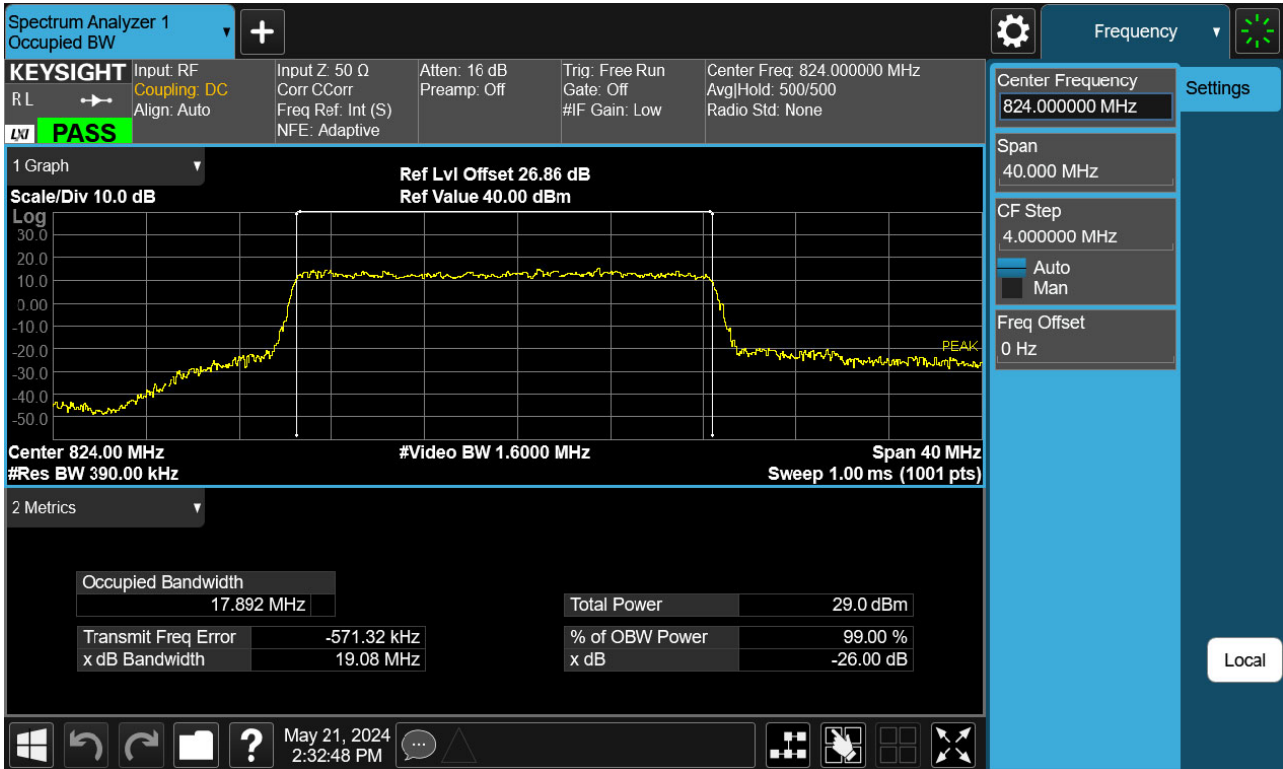 Spectrum Analyzer 1
Occupied BW
Frequency
KEYSIGHT
R L
LXI
PASS
Input: RF
Coupling: DC
Align: Auto
Input Z: 50 Ω
Corr CCorr
Freq Ref: Int (S)
NFE: Adaptive
Atten: 16 dB
Preamp: Off
Trig: Free Run
Gate: Off
#IF Gain: Low
Center Freq: 824.000000 MHz
Avg|Hold: 500/500
Radio Std: None
Center Frequency
824.000000 MHz
Settings
Span
40.000 MHz
CF Step
4.000000 MHz
Auto
Man
Freq Offset
0 Hz
1 Graph
Scale/Div 10.0 dB
Ref Lvl Offset 26.86 dB
Ref Value 40.00 dBm
Log
30.0
20.0
10.0
0.00
-10.0
-20.0
-30.0
-40.0
-50.0
PEAK
Center 824.00 MHz
#Res BW 390.00 kHz
#Video BW 1.6000 MHz
Span 40 MHz
Sweep 1.00 ms (1001 pts)
2 Metrics
Occupied Bandwidth
17.892 MHz
Total Power 29.0 dBm
Transmit Freq Error -571.32 kHz
% of OBW Power 99.00 %
x dB Bandwidth 19.08 MHz
x dB -26.00 dB
Local
May 21, 2024
2:32:48 PM